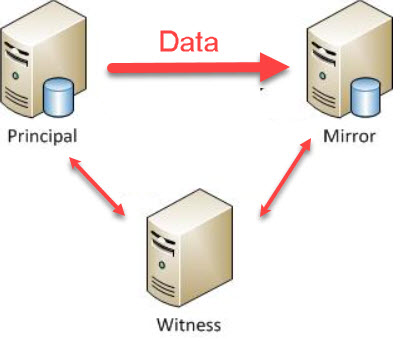 Data
Principal
Mirror
Witness